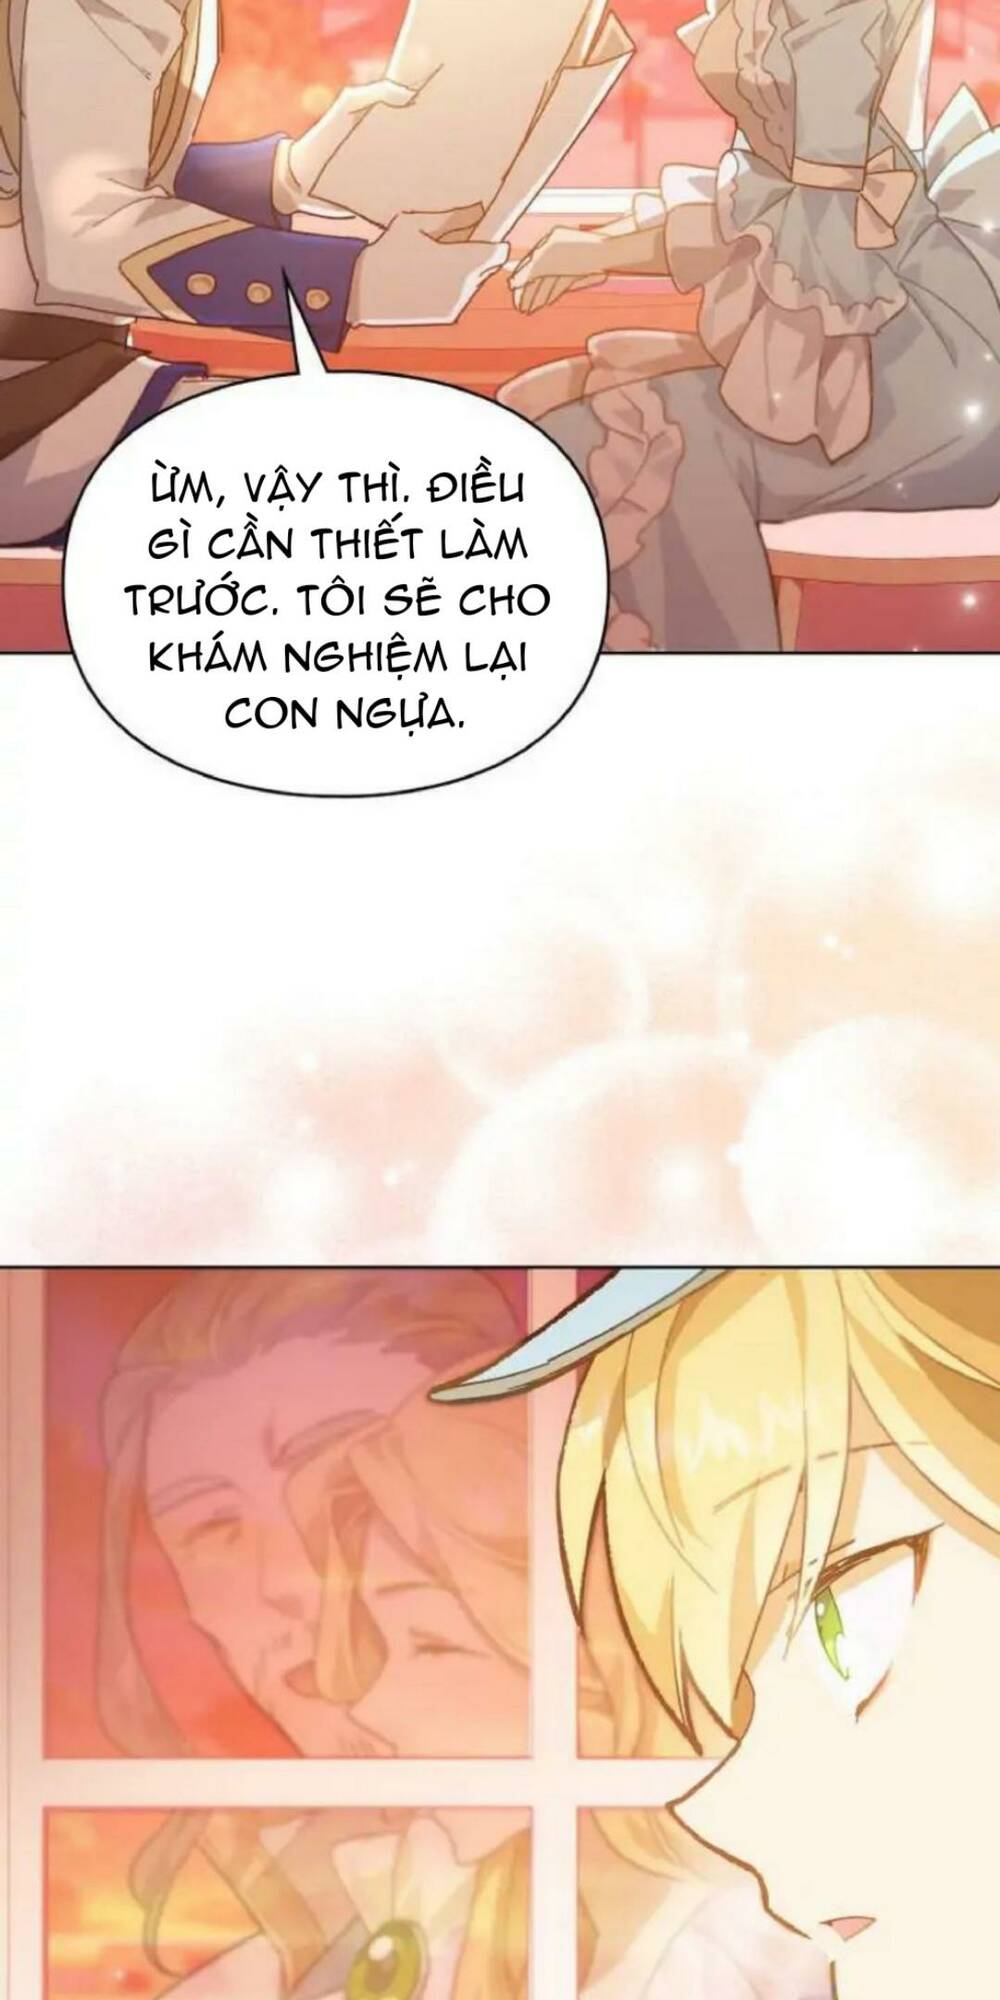 ỪM, VẬY THÌ. ĐIỀU
GÌ CẦN THIẾT LÀM
TRƯỚC. TÔI SẼ CHO
KHÁM NGHIỆM LẠI
CON NGỰA.